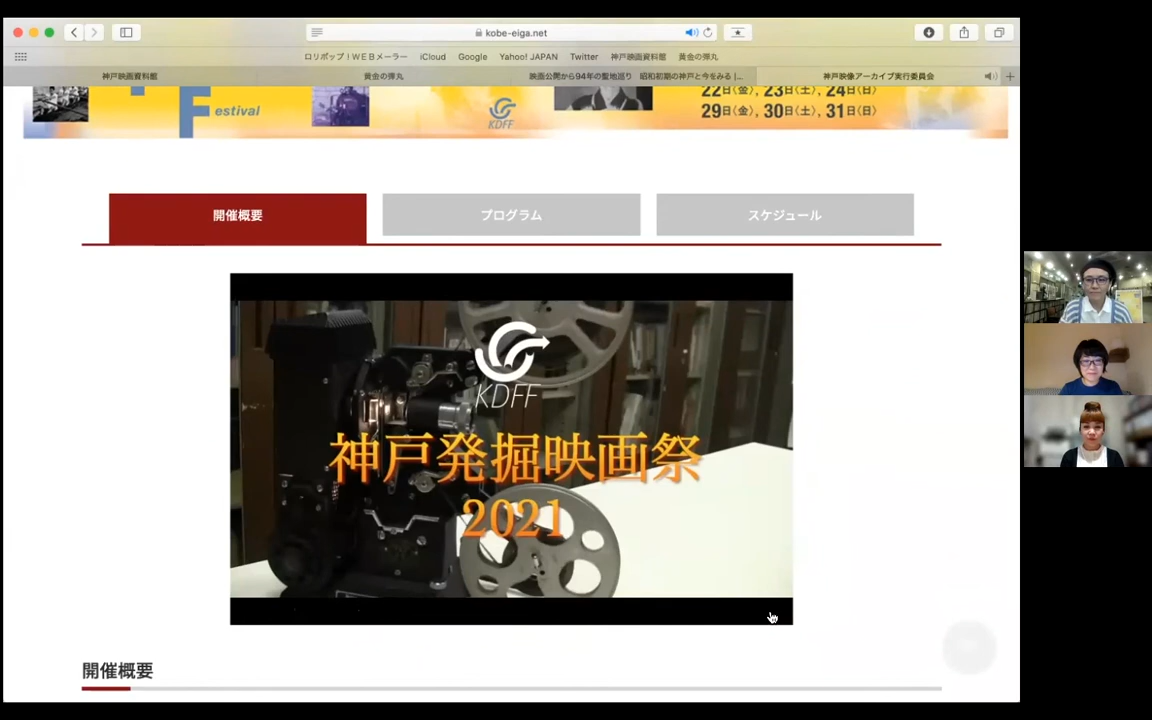 kobe-eiga.net
ロリポップ！WEBメーラー iCloud Google Yahoo! JAPAN Twitter 神戸映画資料館 黄金の弾丸
神戸映画資料館 黄金の弾丸 映画公開から94年の聖地巡り 昭和初期の神戸と今をみる |... 神戸映像アーカイブ実行委員会
F estival
KDFF
22日（金）, 23日（土）, 24日（日）
29日（金）, 30日（土）, 31日（日）
開催概要 プログラム スケジュール
KDFF
神戸発掘映画祭
2021
開催概要